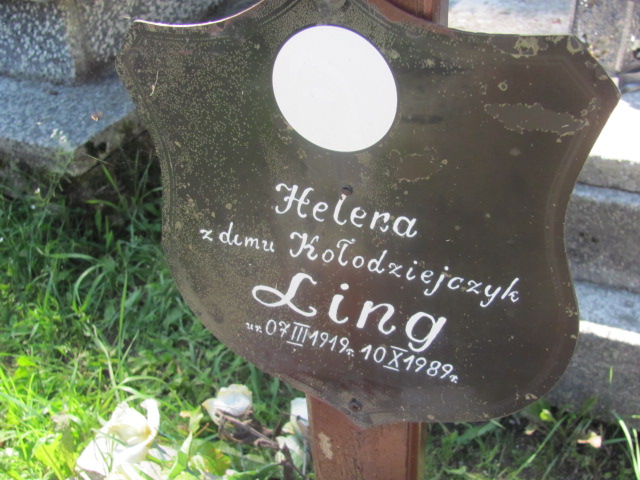 Helena
z domu Kołodziejczyk
Ling
ur. 07 III 1919 r. 10 X 1989 r.